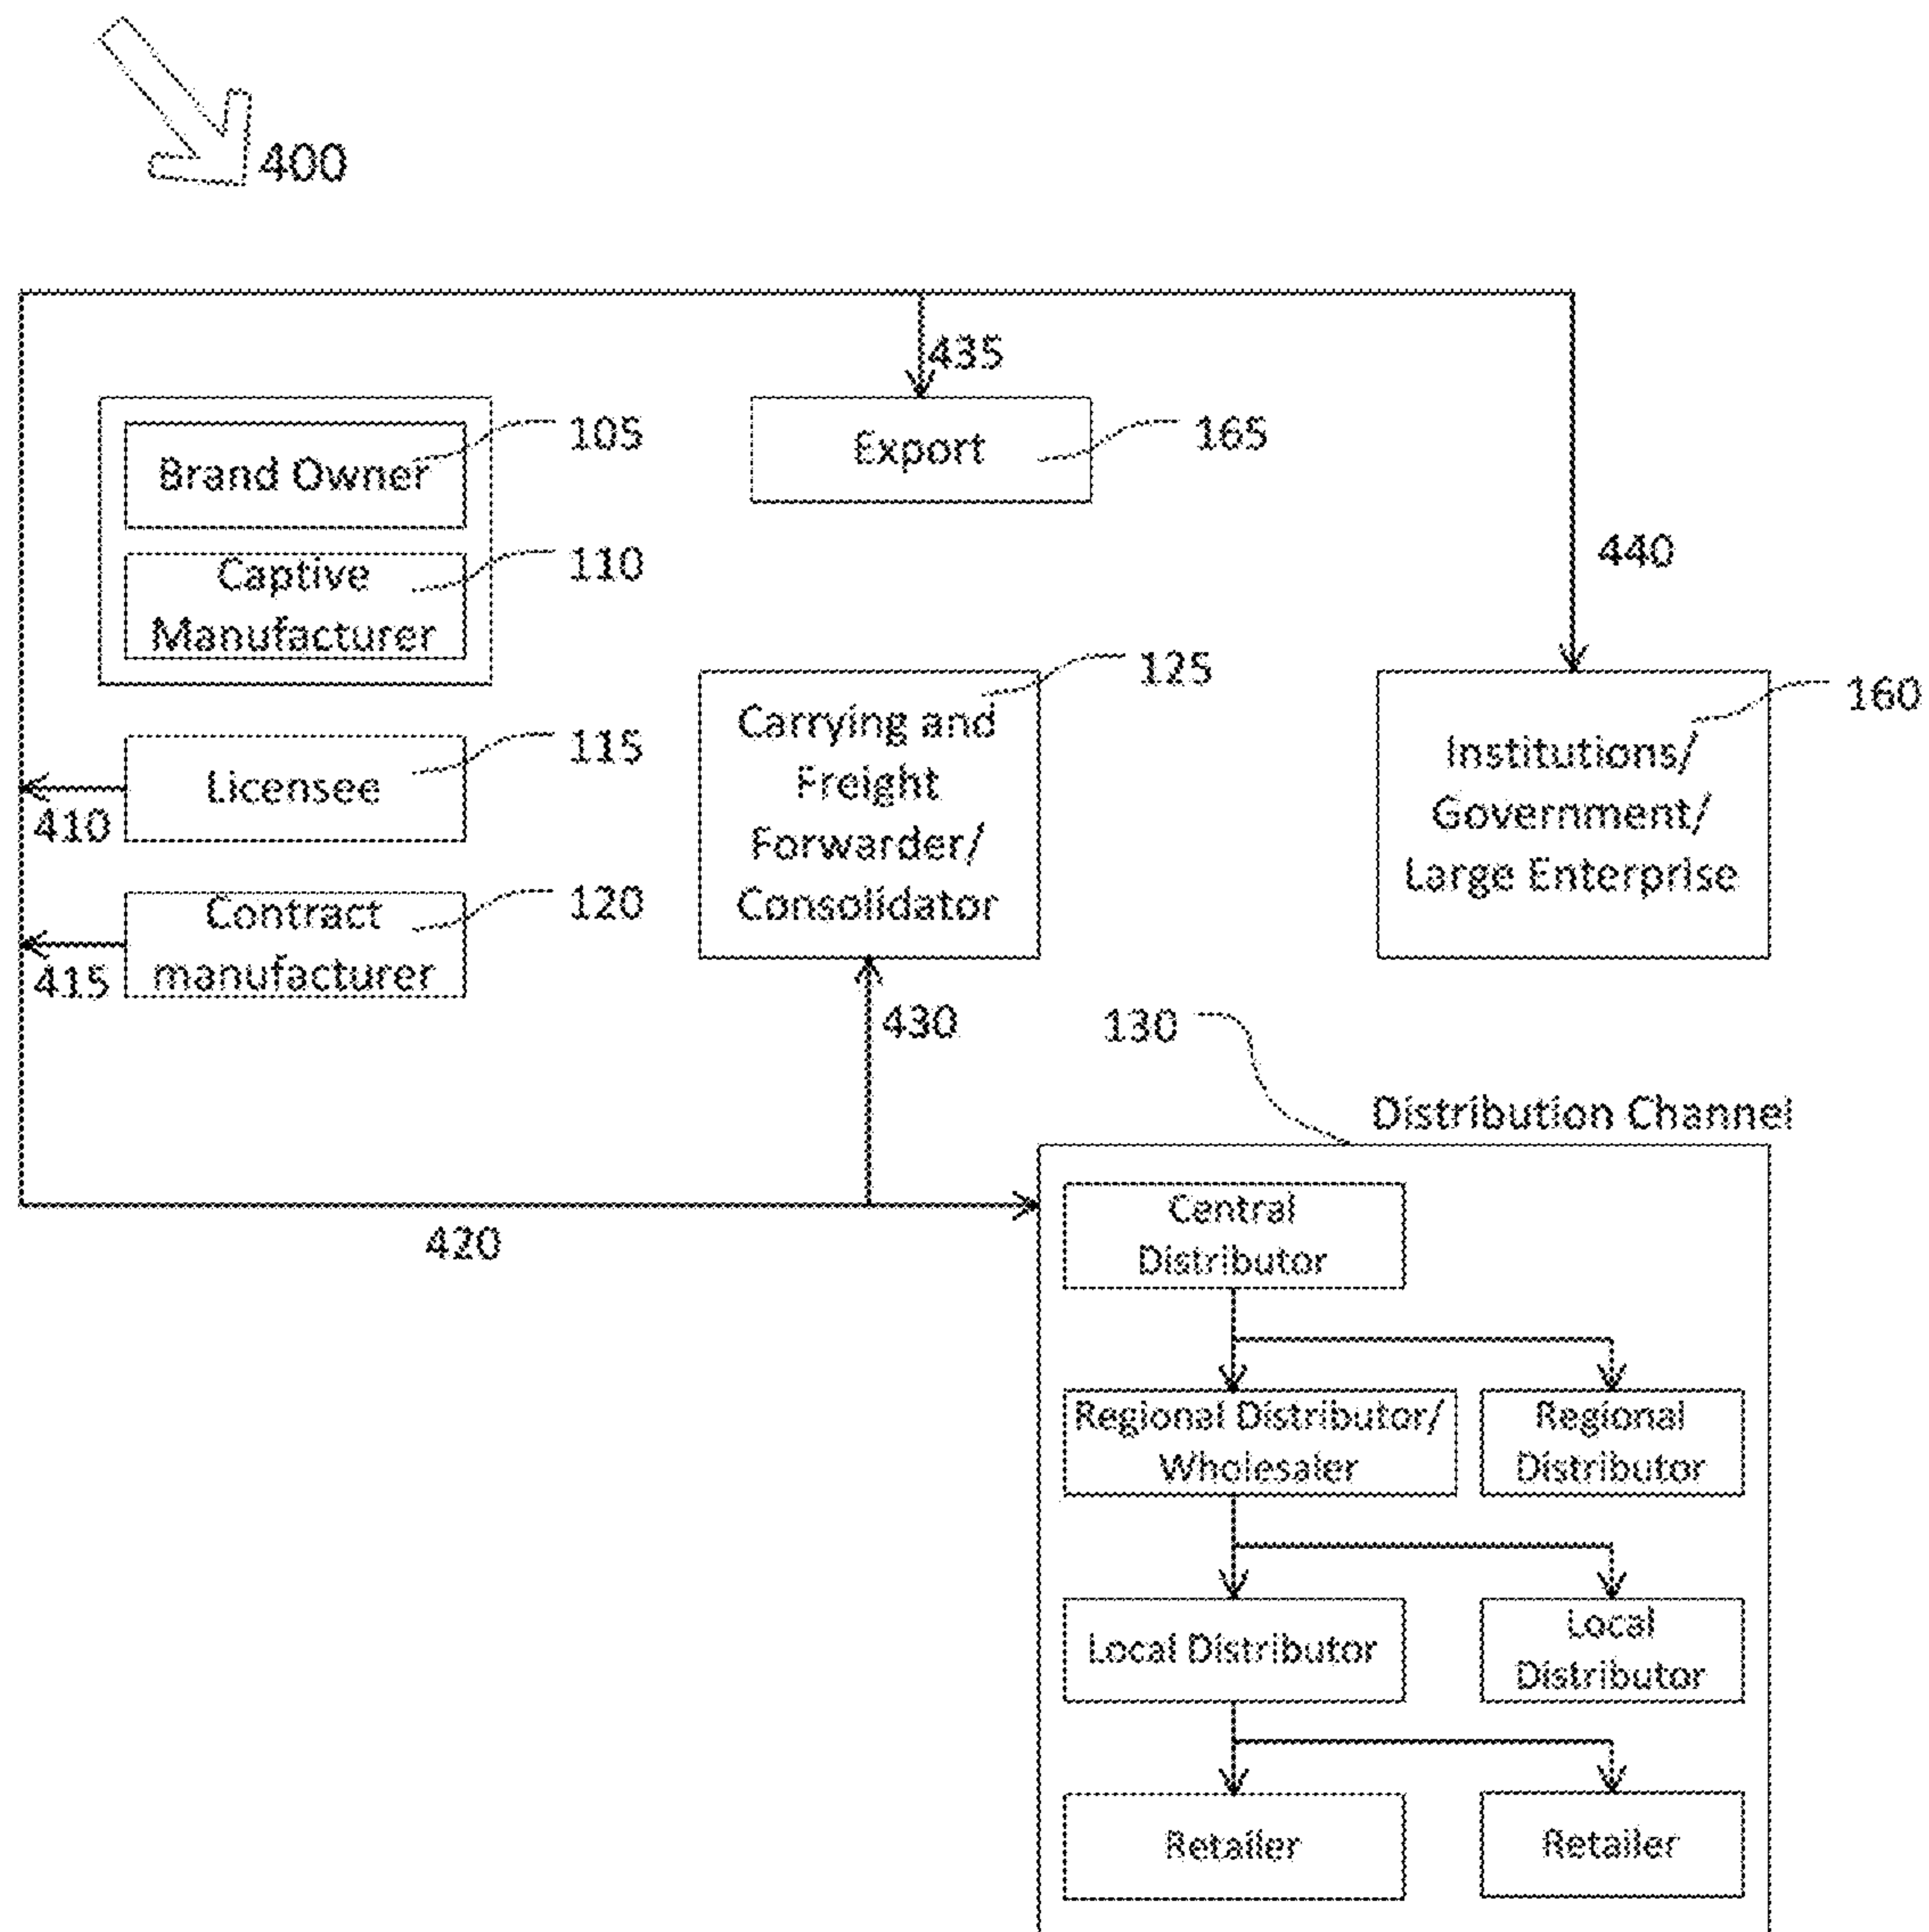 400
435
Brand Owner
105
Export
165
Captive
Manufacturer
110
440
Licensee
115
410
Carrying and
Freight
Forwarder/
Consolidator
125
Institutions/
Government/
Large Enterprise
160
Contract
manufacturer
120
415
430
130
Distribution Channel
420
Central
Distributor
Regional Distributor/
Wholesaler
Regional
Distributor
Local Distributor
Local
Distributor
Retailer
Retailer